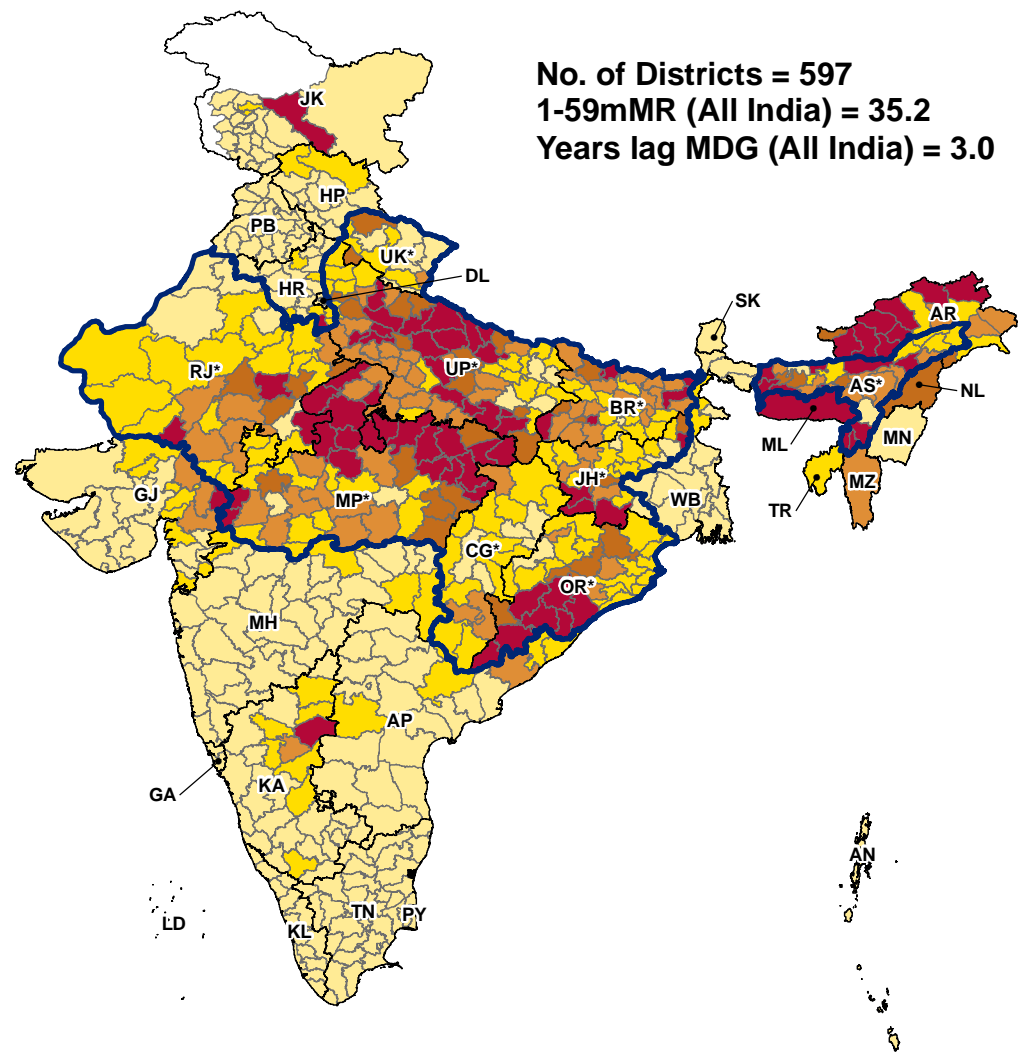 No. of Districts = 597
1-59mMR (All India) = 35.2
Years lag MDG (All India) = 3.0
JK
HP
PB
UK*
HR
DL
SK
AR
RJ*
UP*
AS*
NL
BR*
ML
MN
GJ
MP*
JH*
WB
TR
MZ
CG*
OR*
MH
AP
GA
KA
AN
LD
TN
PY
KL